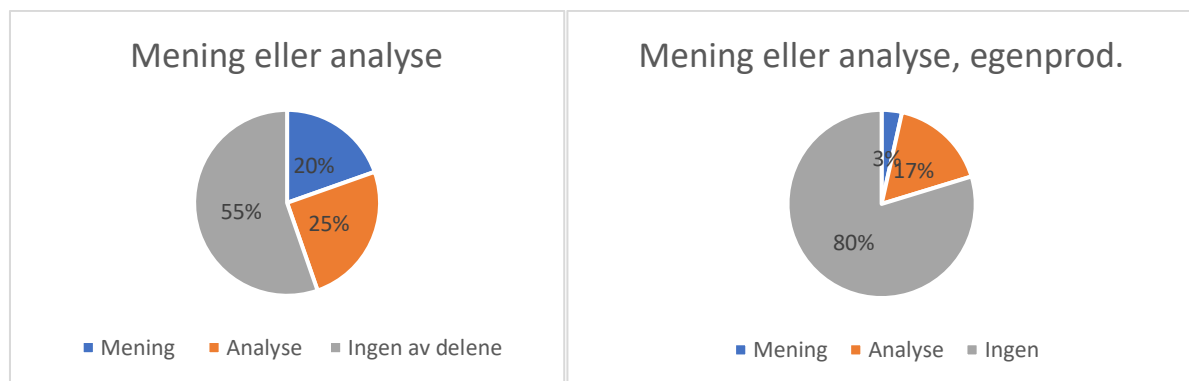 Mening eller analyse
20%
25%
55%
Mening Analyse Ingen av delene
Mening eller analyse, egenprod.
3%
17%
80%
Mening Analyse Ingen